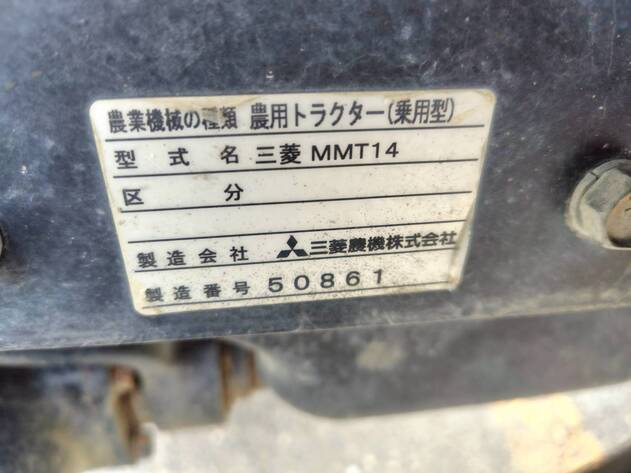 農業機械の種類 農用トラクター(乗用型)
型式名 三菱 MMT14
区分
製造会社 三菱農機株式会社
製造番号 50861